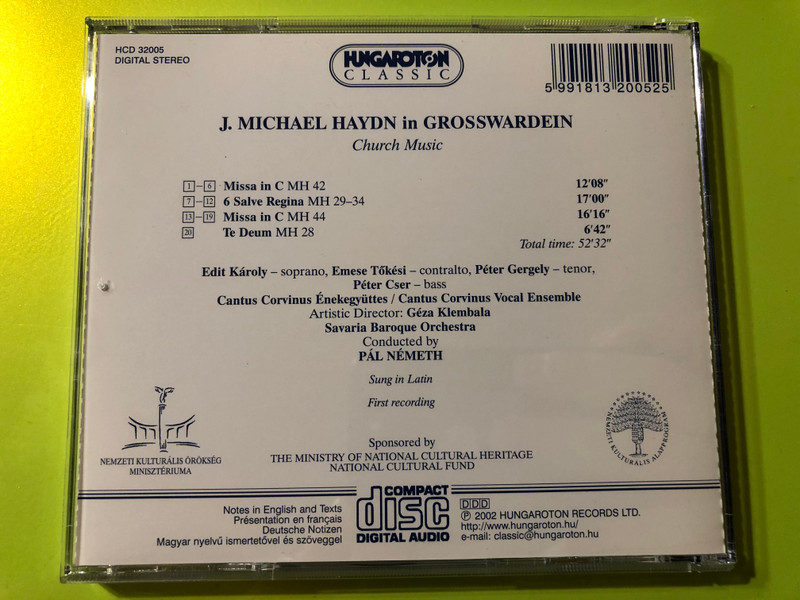 HCD 32005
DIGITAL STEREO
HUNGAROTON
CLASSIC
5 991813 200525
J. MICHAEL HAYDN in GROSSWARDEIN
Church Music
1 – 6 Missa in C MH 42 12'08"
7 – 12 6 Salve Regina MH 29–34 17'00"
13 – 19 Missa in C MH 44 16'16"
20 Te Deum MH 28 6'42"
Total time: 52'32"
Edit Károly – soprano, Emese Tőkési – contralto, Péter Gergely – tenor,
Péter Cser – bass
Cantus Corvinus Énekegyüttes / Cantus Corvinus Vocal Ensemble
Artistic Director: Géza Klembala
Savaria Baroque Orchestra
Conducted by
PÁL NÉMETH
Sung in Latin
First recording
Sponsored by
THE MINISTRY OF NATIONAL CULTURAL HERITAGE
NATIONAL CULTURAL FUND
NEMZETI KULTURÁLIS ÖRÖKSÉG
MINISZTÉRIUMA
NEMZETI KULTURÁLIS ALAPPROGRAM
Notes in English and Texts
Présentation en français
Deutsche Notizen
Magyar nyelvű ismertetővel és szöveggel
COMPACT
disc
DIGITAL AUDIO
DDD
℗ 2002 HUNGAROTON RECORDS LTD.
http://www.hungaroton.hu/
e-mail: classic@hungaroton.hu